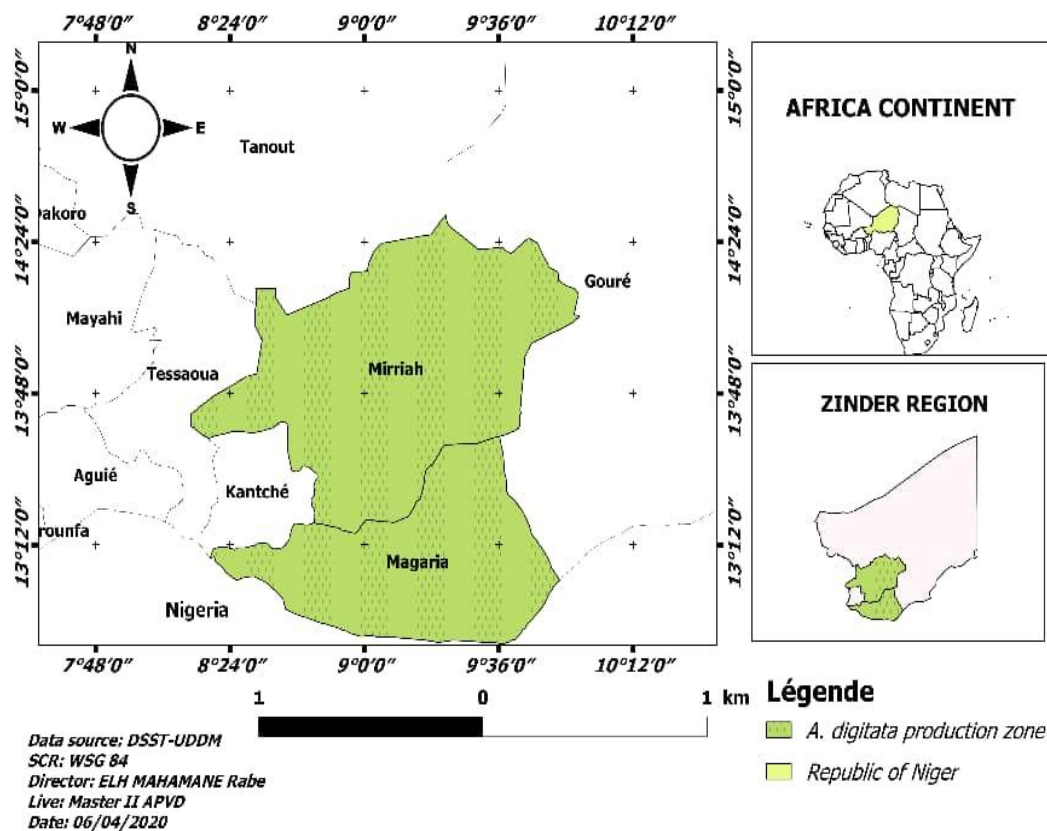 7°48'0″ 8°24'0″ 9°0'0″ 9°36'0″ 10°12'0″
15°0'0″
14°24'0″
13°48'0″
13°12'0″
N
W E
S
Tanout
Dakoro
Gouré
Mayahi
Tessaoua
Mirriah
Aguié
Kantché
rounfa
Magaria
Nigeria
15°0'0″
14°24'0″
13°48'0″
13°12'0″
7°48'0″ 8°24'0″ 9°0'0″ 9°36'0″ 10°12'0″
1 0 1 km
AFRICA CONTINENT
ZINDER REGION
Légende
A. digitata production zone
Republic of Niger
Data source: DSST-UDDM
SCR: WSG 84
Director: ELH MAHAMANE Rabe
Live: Master II APVD
Date: 06/04/2020